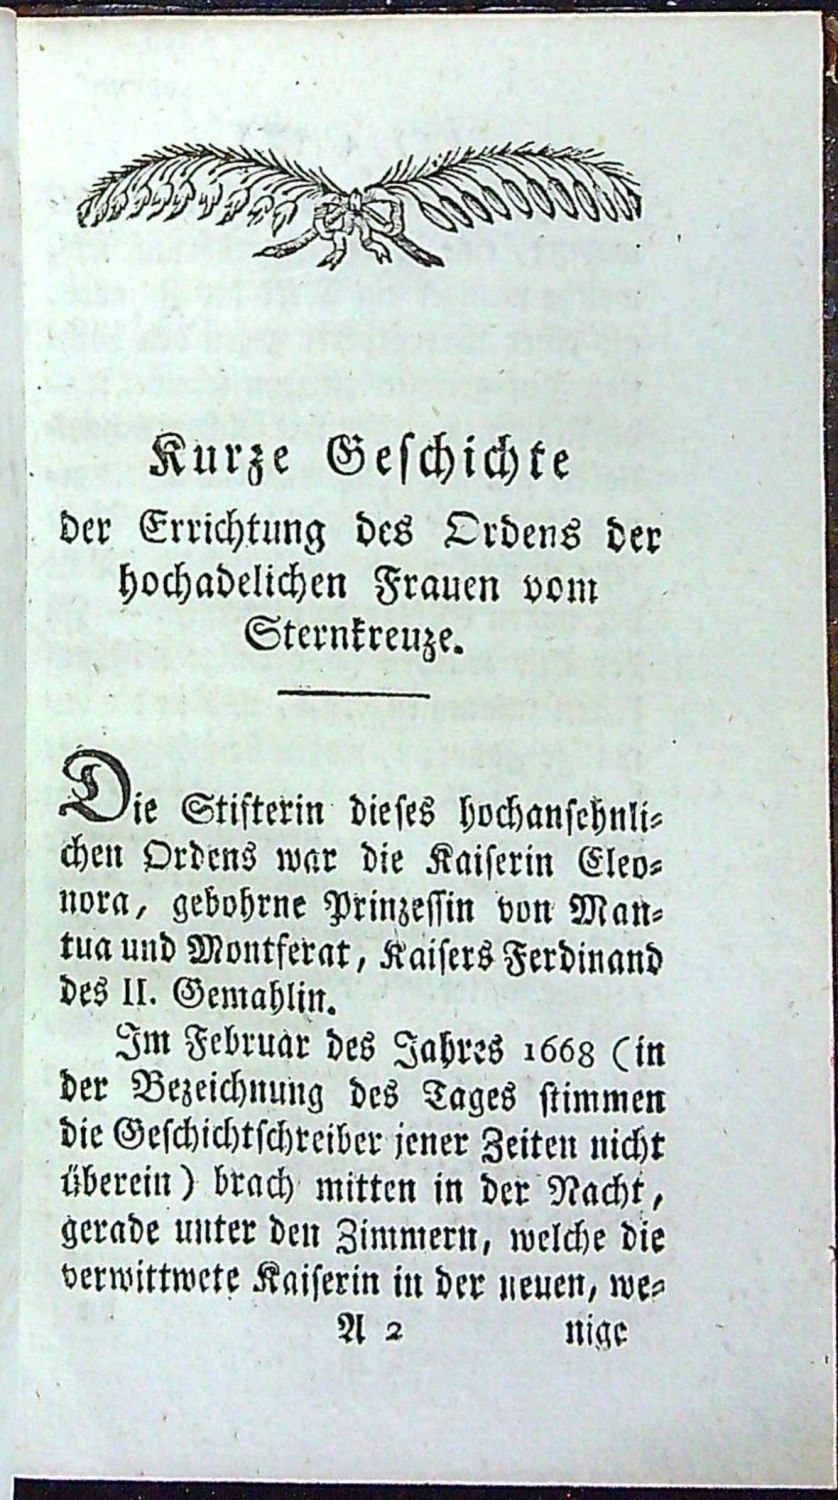 Kurze Geschichte
der Errichtung des Ordens der
hochadelichen Frauen vom
Sternkreuze.
Die Stifterin dieses hochansehnli-
chen Ordens war die Kaiserin Eleo-
nora, gebohrne Prinzessin von Man-
tua und Montferat, Kaisers Ferdinand
des II. Gemahlin.
Im Februar des Jahres 1668 (in
der Bezeichnung des Tages stimmen
die Geschichtschreiber jener Zeiten nicht
überein) brach mitten in der Nacht,
gerade unter den Zimmern, welche die
verwittwete Kaiserin in der neuen, we-
A 2 nige